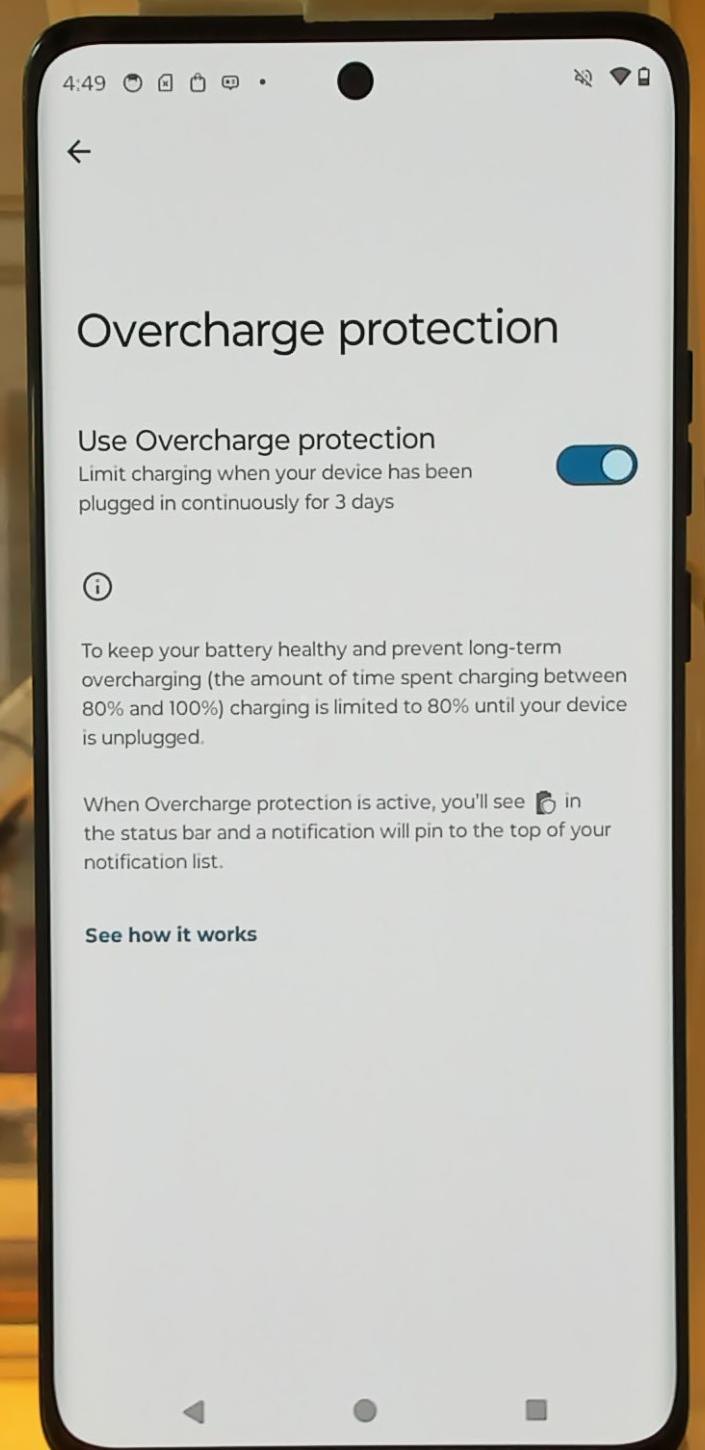 4:49
Overcharge protection
Use Overcharge protection
Limit charging when your device has been
plugged in continuously for 3 days
To keep your battery healthy and prevent long-term
overcharging (the amount of time spent charging between
80% and 100%) charging is limited to 80% until your device
is unplugged.
When Overcharge protection is active, you'll see in
the status bar and a notification will pin to the top of your
notification list.
See how it works